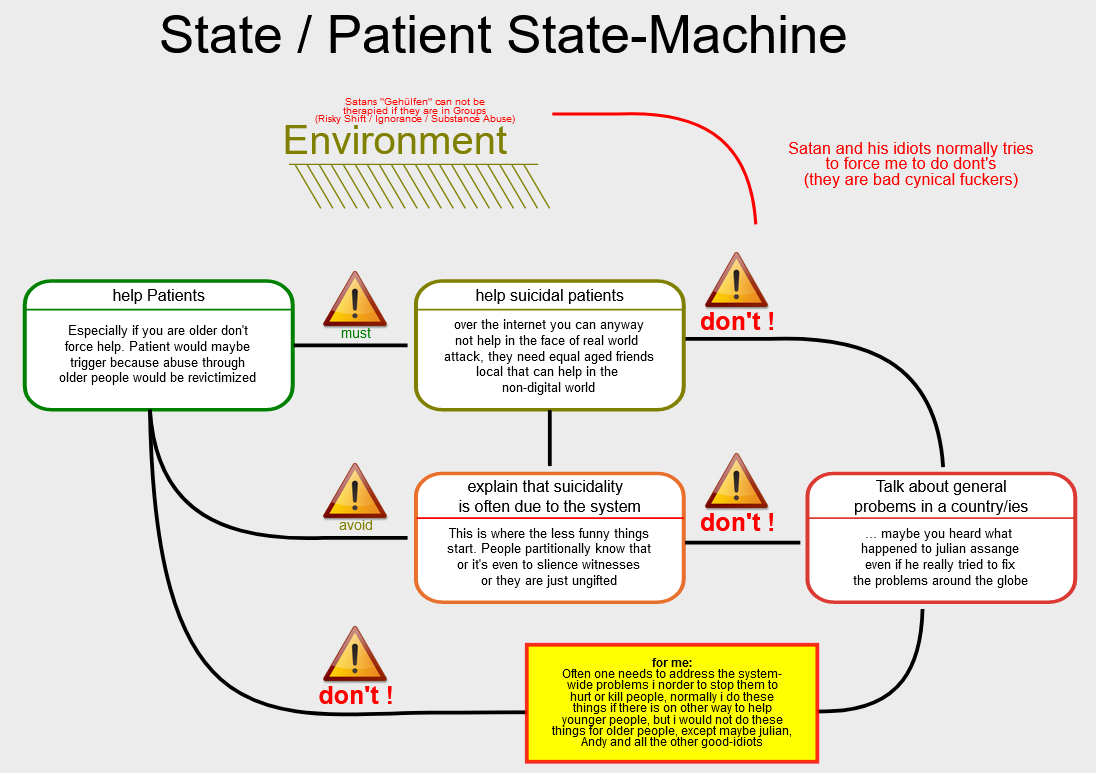 State / Patient State-Machine
Satans "Gehülfen" can not be
therapied if they are in Groups
(Risky Shift / Ignorance / Substance Abuse)
Environment
Satan and his idiots normally tries
to force me to do dont's
(they are bad cynical fuckers)
help Patients
Especially if you are older don't
force help. Patient would maybe
trigger because abuse through
older people would be revictimized
must
help suicidal patients
over the internet you can anyway
not help in the face of real world
attack, they need equal aged friends
local that can help in the
non-digital world
don't !
avoid
explain that suicidality
is often due to the system
This is where the less funny things
start. People partitionally know that
or it's even to slience witnesses
or they are just ungifted
don't !
Talk about general
probems in a country/ies
... maybe you heard what
happened to julian assange
even if he really tried to fix
the problems around the globe
don't !
for me:
Often one needs to address the system-
wide problems i norder to stop them to
hurt or kill people, normally i do these
things if there is on other way to help
younger people, but i would not do these
things for older people, except maybe julian,
Andy and all the other good-idiots